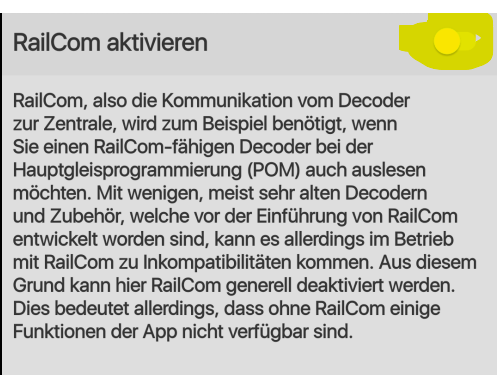 RailCom aktivieren
RailCom, also die Kommunikation vom Decoder
zur Zentrale, wird zum Beispiel benötigt, wenn
Sie einen RailCom-fähigen Decoder bei der
Hauptgleisprogrammierung (POM) auch auslesen
möchten. Mit wenigen, meist sehr alten Decodern
und Zubehör, welche vor der Einführung von RailCom
entwickelt worden sind, kann es allerdings im Betrieb
mit RailCom zu Inkompatibilitäten kommen. Aus diesem
Grund kann hier RailCom generell deaktiviert werden.
Dies bedeutet allerdings, dass ohne RailCom einige
Funktionen der App nicht verfügbar sind.